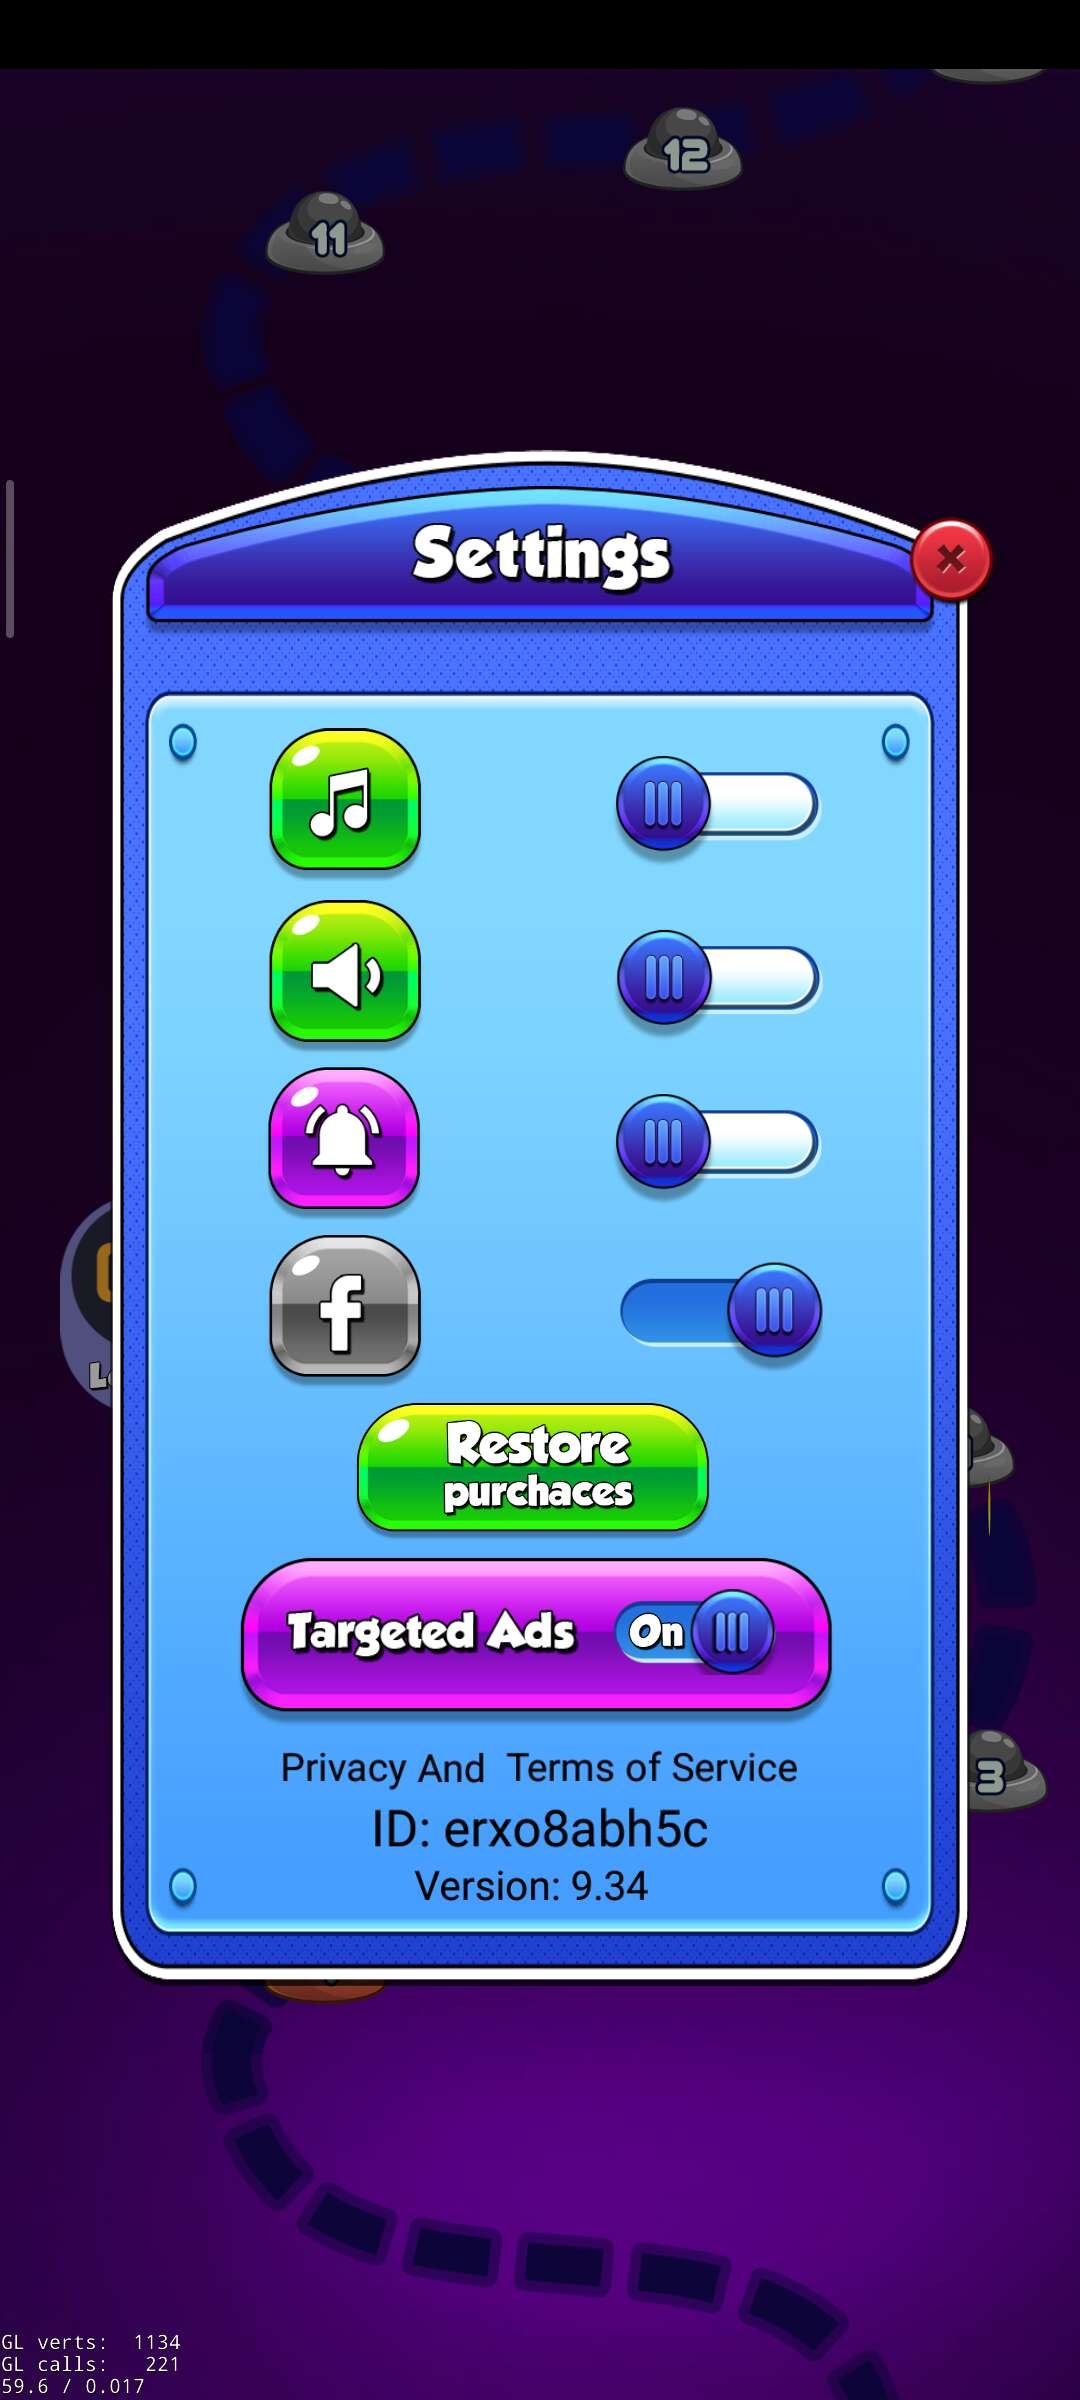 12
11
Settings
Restore
purchaces
Targeted Ads On
Privacy And Terms of Service
3
ID: erxo8abh5c
Version: 9.34
GL verts: 1134
GL calls: 221
59.6 / 0.017